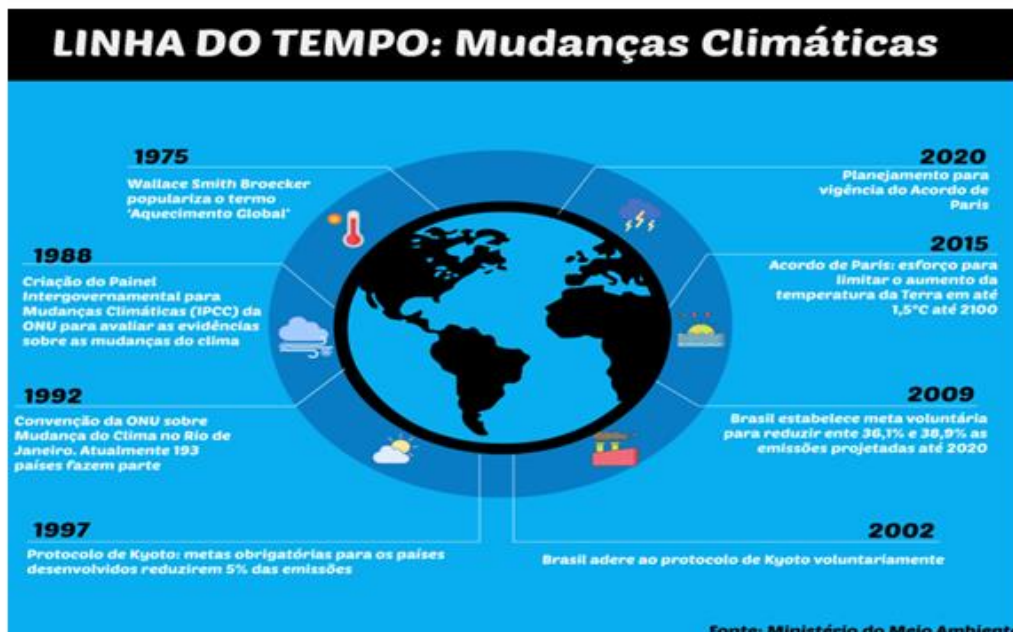 LINHA DO TEMPO: Mudanças Climáticas
1975
Wallace Smith Broecker
populariza o termo
'Aquecimento Global'
1988
Criação do Painel
Intergovernamental para
Mudanças Climáticas (IPCC) da
ONU para avaliar as evidências
sobre as mudanças do clima
1992
Convenção da ONU sobre
Mudança do Clima no Rio de
Janeiro. Atualmente 193
países fazem parte
1997
Protocolo de Kyoto: metas obrigatórias para os países
desenvolvidos reduzirem 5% das emissões
2002
Brasil adere ao protocolo de Kyoto voluntariamente
2009
Brasil estabelece meta voluntária
para reduzir ente 36,1% e 38,9% as
emissões projetadas até 2020
2015
Acordo de Paris: esforço para
limitar o aumento da
temperatura da Terra em até
1,5°C até 2100
2020
Planejamento para
vigência do Acordo de
Paris
Fonte: Ministério do Meio Ambiente